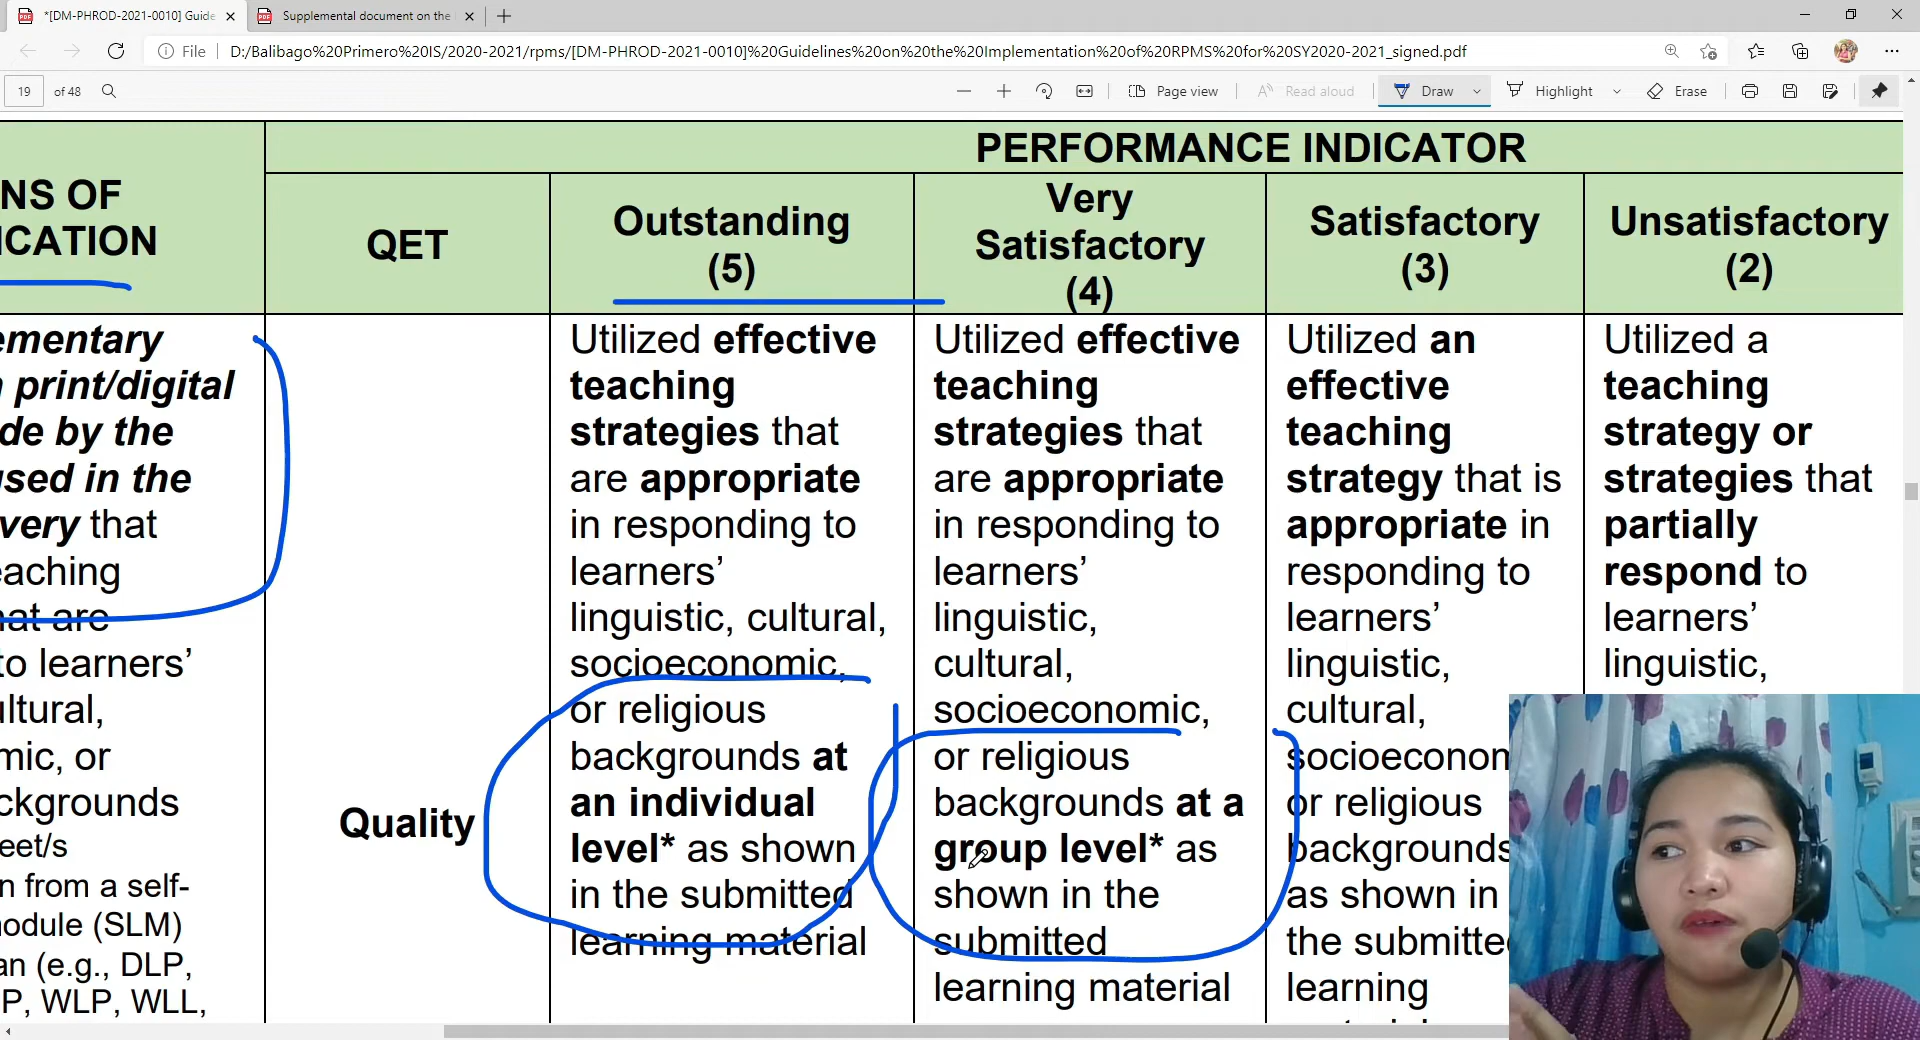 *[DM-PHROD-2021-0010] Guide
Supplemental document on the
File
D:/Balibago%20Primero%20IS/2020-2021/rpms/[DM-PHROD-2021-0010]%20Guidelines%20on%20the%20Implementation%20of%20RPMS%20for%20SY2020-2021_signed.pdf
19 of 48
Page view
Read aloud
Draw
Highlight
Erase
NS OF
ICATION
PERFORMANCE INDICATOR
QET
Outstanding
(5)
Very
Satisfactory
(4)
Satisfactory
(3)
Unsatisfactory
(2)
ementary
print/digital
de by the
used in the
very that
eaching
hat are
to learners’
ultural,
mic, or
ckgrounds
eet/s
n from a self-
odule (SLM)
an (e.g., DLP,
P, WLP, WLL,
Quality
Utilized effective
teaching
strategies that
are appropriate
in responding to
learners’
linguistic, cultural,
socioeconomic,
or religious
backgrounds at
an individual
level* as shown
in the submitted
learning material
Utilized effective
teaching
strategies that
are appropriate
in responding to
learners’
linguistic,
cultural,
socioeconomic,
or religious
backgrounds at a
group level* as
shown in the
submitted
learning material
Utilized an
effective
teaching
strategy that is
appropriate in
responding to
learners’
linguistic,
cultural,
socioeconom
or religious
backgrounds
as shown in
the submitte
learning
Utilized a
teaching
strategy or
strategies that
partially
respond to
learners’
linguistic,